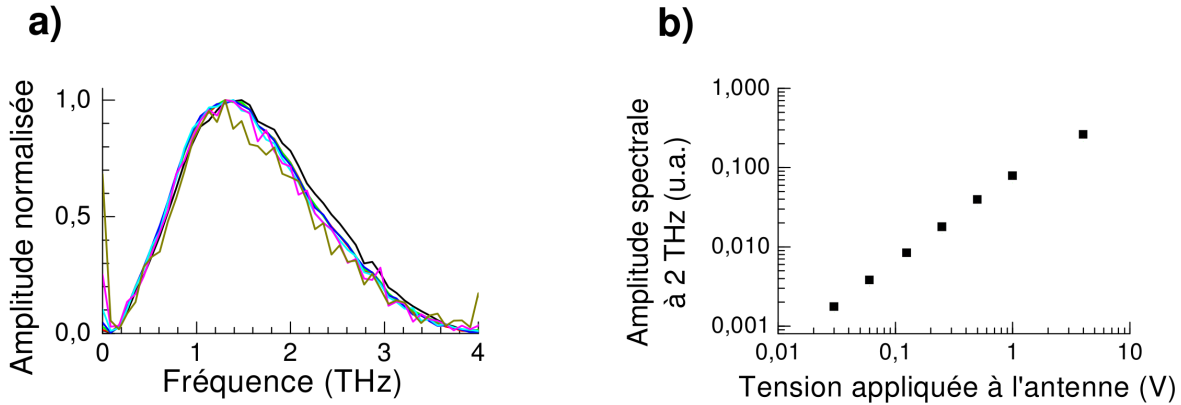 a)
Amplitude normalisée
1,0
0,5
0,0
0
1
2
3
4
Fréquence (THz)
b)
Amplitude spectrale
à 2 THz (u.a.)
1,000
0,100
0,010
0,001
0,01
0,1
1
10
Tension appliquée à l'antenne (V)